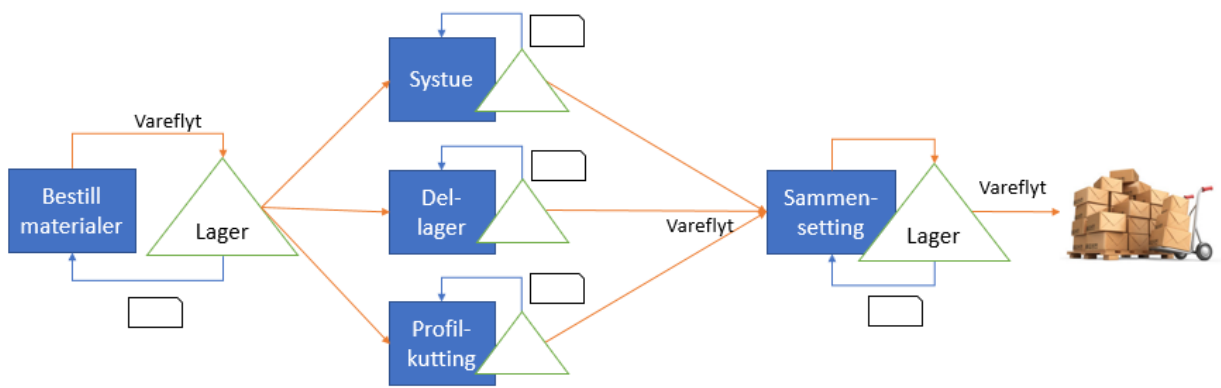 Vareflyt
Bestill
materialer
Lager
Systue
Del-
lager
Profil-
kutting
Vareflyt
Sammen-
setting
Lager
Vareflyt